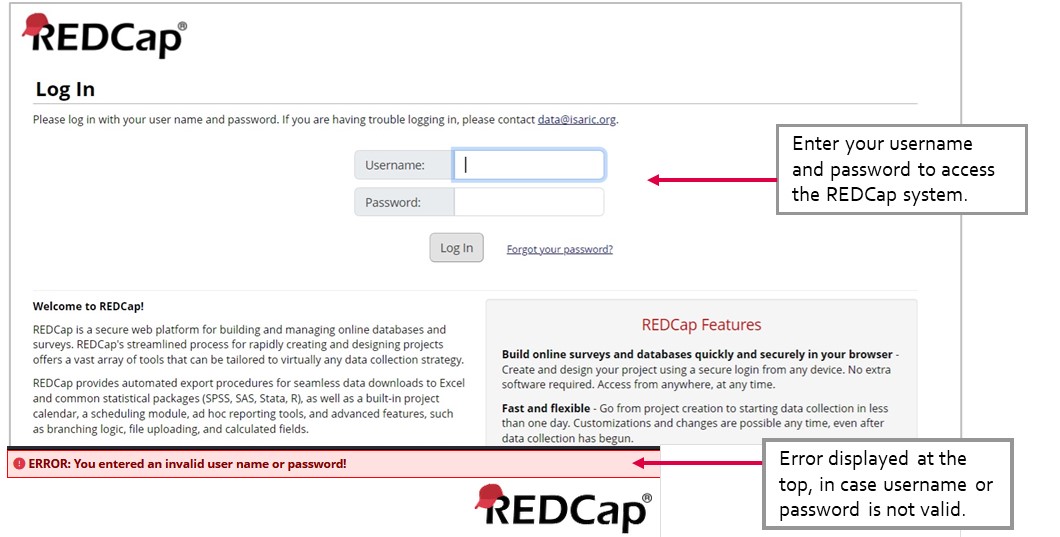 REDCap®
Log In
Please log in with your user name and password. If you are having trouble logging in, please contact data@isaric.org.
Username:
Password:
Log In
Forgot your password?
Enter your username
and password to access
the REDCap system.
Welcome to REDCap!
REDCap is a secure web platform for building and managing online databases and
surveys. REDCap's streamlined process for rapidly creating and designing projects
offers a vast array of tools that can be tailored to virtually any data collection strategy.
REDCap provides automated export procedures for seamless data downloads to Excel
and common statistical packages (SPSS, SAS, Stata, R), as well as a built-in project
calendar, a scheduling module, ad hoc reporting tools, and advanced features, such
as branching logic, file uploading, and calculated fields.
REDCap Features
Build online surveys and databases quickly and securely in your browser -
Create and design your project using a secure login from any device. No extra
software required. Access from anywhere, at any time.
Fast and flexible - Go from project creation to starting data collection in less
than one day. Customizations and changes are possible any time, even after
data collection has begun.
ERROR: You entered an invalid user name or password!
REDCap®
Error displayed at the
top, in case username or
password is not valid.